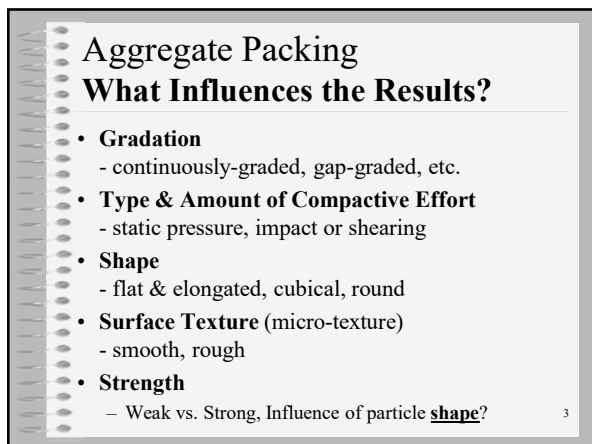 Aggregate Packing
What Influences the Results?
• Gradation
- continuously-graded, gap-graded, etc.
• Type & Amount of Compactive Effort
- static pressure, impact or shearing
• Shape
- flat & elongated, cubical, round
• Surface Texture (micro-texture)
- smooth, rough
• Strength
– Weak vs. Strong, Influence of particle shape?
3